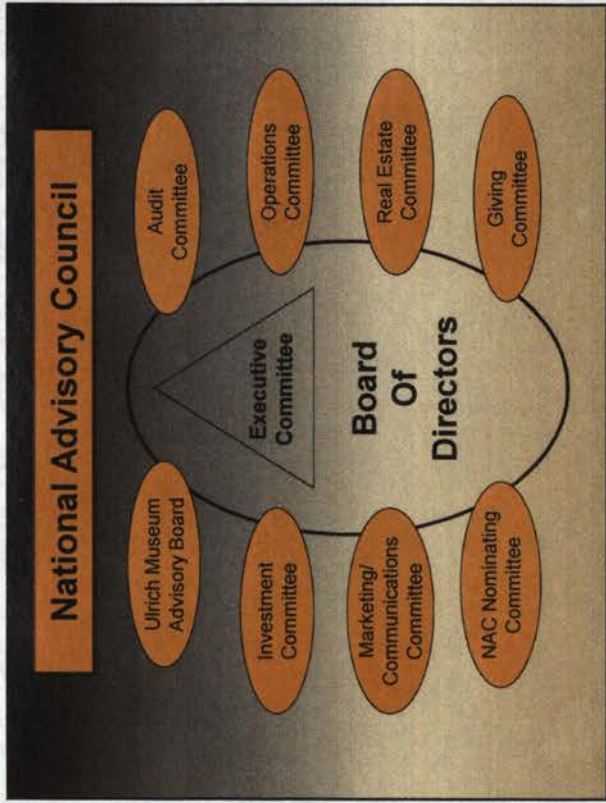 National Advisory Council
Ulrich Museum
Advisory Board
Audit
Committee
Investment
Committee
Executive
Committee
Operations
Committee
Marketing/
Communications
Committee
Board
Of
Directors
Real Estate
Committee
NAC Nominating
Committee
Giving
Committee